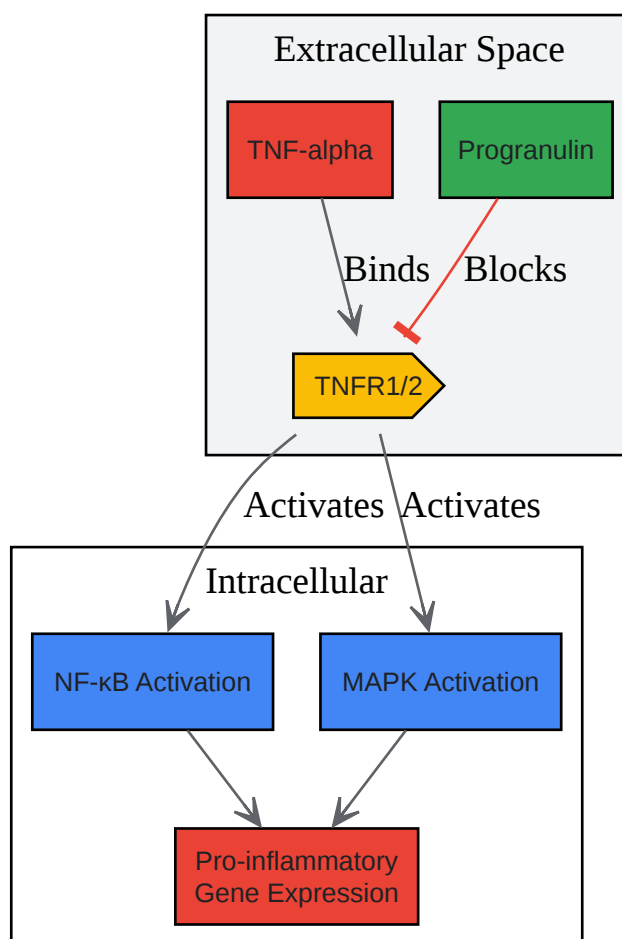 Extracellular Space
TNF-alpha
Progranulin
Binds
Blocks
TNFR1/2
Activates
Activates
Intracellular
NF-κB Activation
MAPK Activation
Pro-inflammatory
Gene Expression